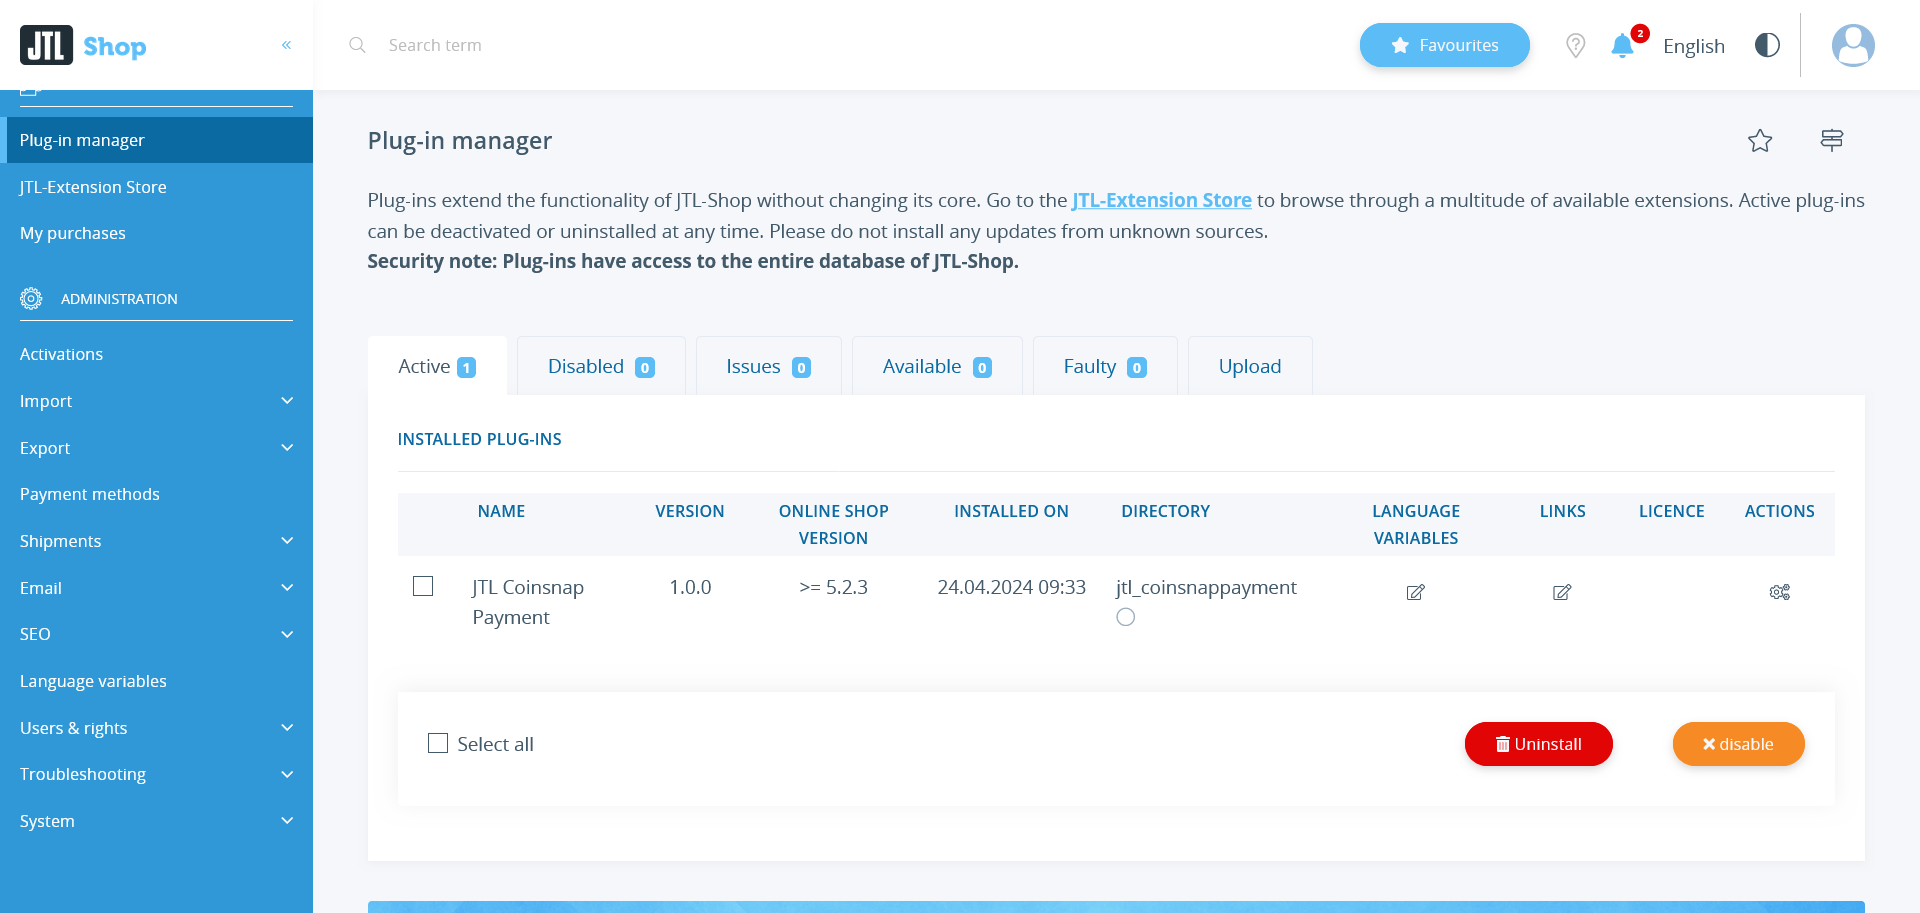 JTL Shop
«
Search term
Favourites
2
English
Plug-in manager
JTL-Extension Store
My purchases
ADMINISTRATION
Activations
Import
Export
Payment methods
Shipments
Email
SEO
Language variables
Users & rights
Troubleshooting
System
Plug-in manager
Plug-ins extend the functionality of JTL-Shop without changing its core. Go to the JTL-Extension Store to browse through a multitude of available extensions. Active plug-ins
can be deactivated or uninstalled at any time. Please do not install any updates from unknown sources.
Security note: Plug-ins have access to the entire database of JTL-Shop.
Active 1
Disabled 0
Issues 0
Available 0
Faulty 0
Upload
INSTALLED PLUG-INS
NAME VERSION ONLINE SHOP INSTALLED ON DIRECTORY LANGUAGE LINKS LICENCE ACTIONS
VERSION VARIABLES
JTL Coinsnap 1.0.0 >= 5.2.3 24.04.2024 09:33 jtl_coinsnappayment
Payment
Select all
Uninstall
disable